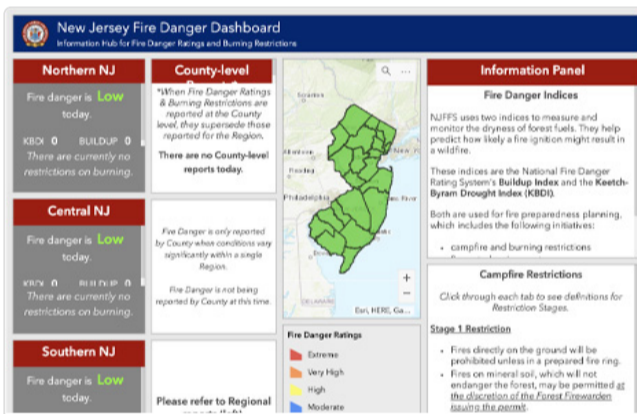 New Jersey Fire Danger Dashboard
Information Hub for Fire Danger Ratings and Burning Restrictions
Northern NJ
Fire danger is Low
today.
KBDI 0 BUILDUP 0
There are currently no
restrictions on burning.
Central NJ
Fire danger is Low
today.
KBDI 0 BUILDUP 0
There are currently no
restrictions on burning.
Southern NJ
Fire danger is Low
today.
County-level
*When Fire Danger Ratings
& Burning Restrictions are
reported at the County
level, they supersede those
reported for the Region.
There are no County-level
reports today.
Fire Danger is only reported
by County when conditions vary
significantly within a single
Region.
Fire Danger is not being
reported by County at this time.
Please refer to Regional
Scranton
Allentown
Reading
Philadelphia
DELAWARE
+
−
Esri, HERE, Ga...
Fire Danger Ratings
Extreme
Very High
High
Moderate
Information Panel
Fire Danger Indices
NJFFS uses two indices to measure and
monitor the dryness of forest fuels. They help
predict how likely a fire ignition might result in
a wildfire.
These indices are the National Fire Danger
Rating System's Buildup Index and the Keetch-
Byram Drought Index (KBDI).
Both are used for fire preparedness planning,
which includes the following initiatives:
• campfire and burning restrictions
Campfire Restrictions
Click through each tab to see definitions for
Restriction Stages.
Stage 1 Restriction
• Fires directly on the ground will be
prohibited unless in a prepared fire ring.
• Fires on mineral soil, which will not
endanger the forest, may be permitted at
the discretion of the Forest Firewarden
issuing the permit.